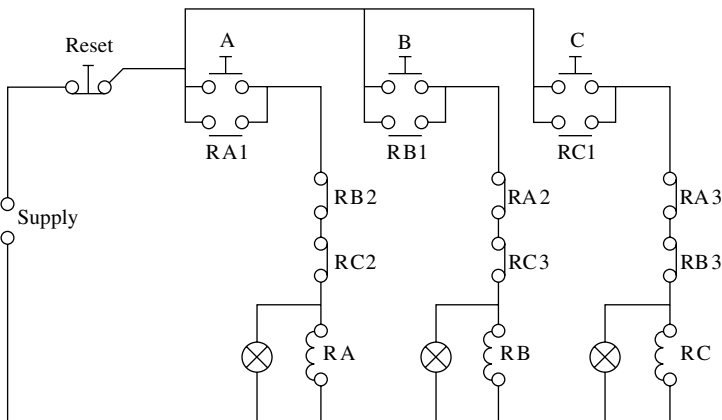 Reset
A
B
C
RA1
RB1
RC1
Supply
RB2
RA2
RA3
RC2
RC3
RB3
RA
RB
RC